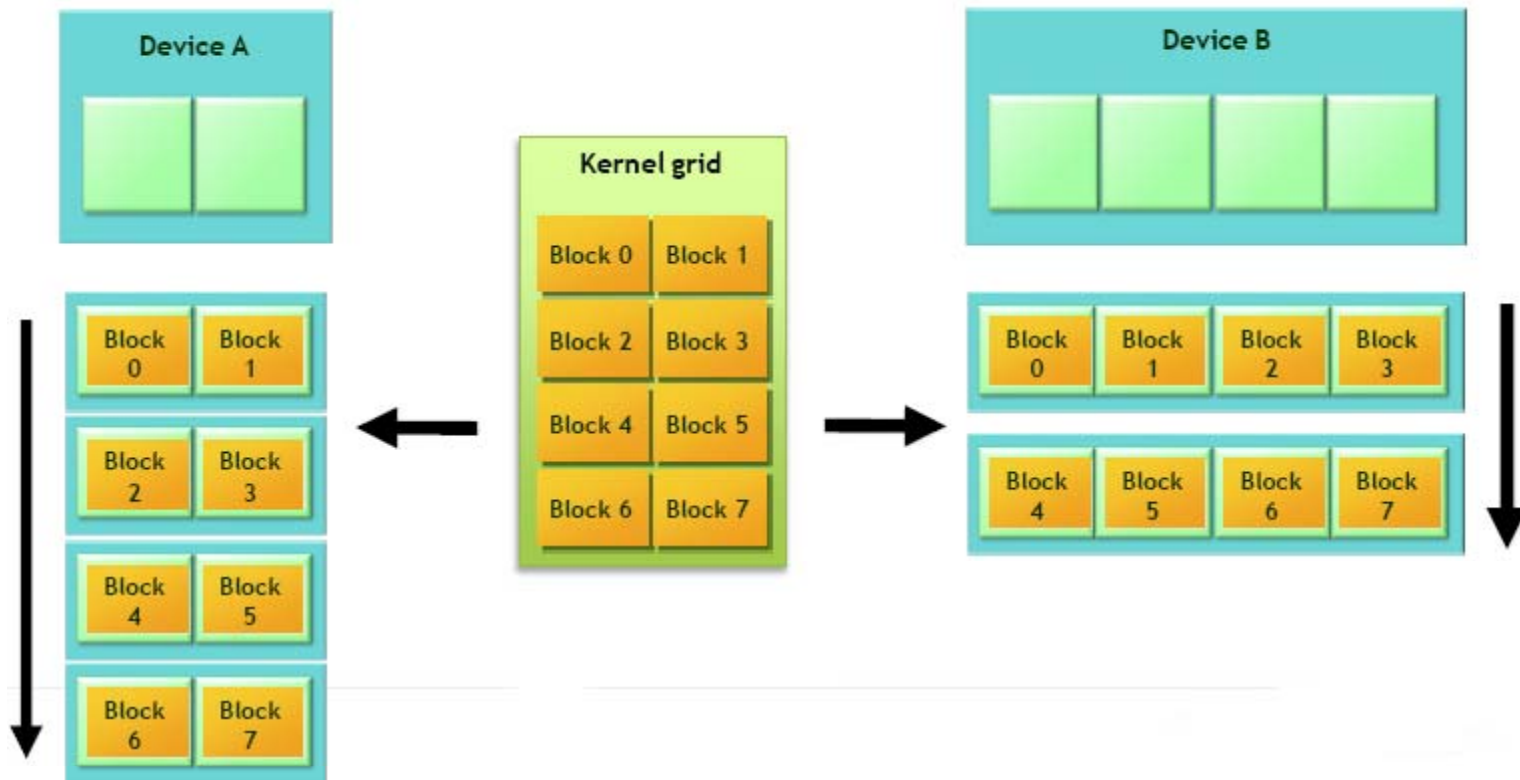 Device A
Device B
Kernel grid
Block 0 Block 1
Block 2 Block 3
Block 4 Block 5
Block 6 Block 7
Block
0
Block
1
Block
2
Block
3
Block
4
Block
5
Block
6
Block
7
Block
0
Block
1
Block
2
Block
3
Block
4
Block
5
Block
6
Block
7